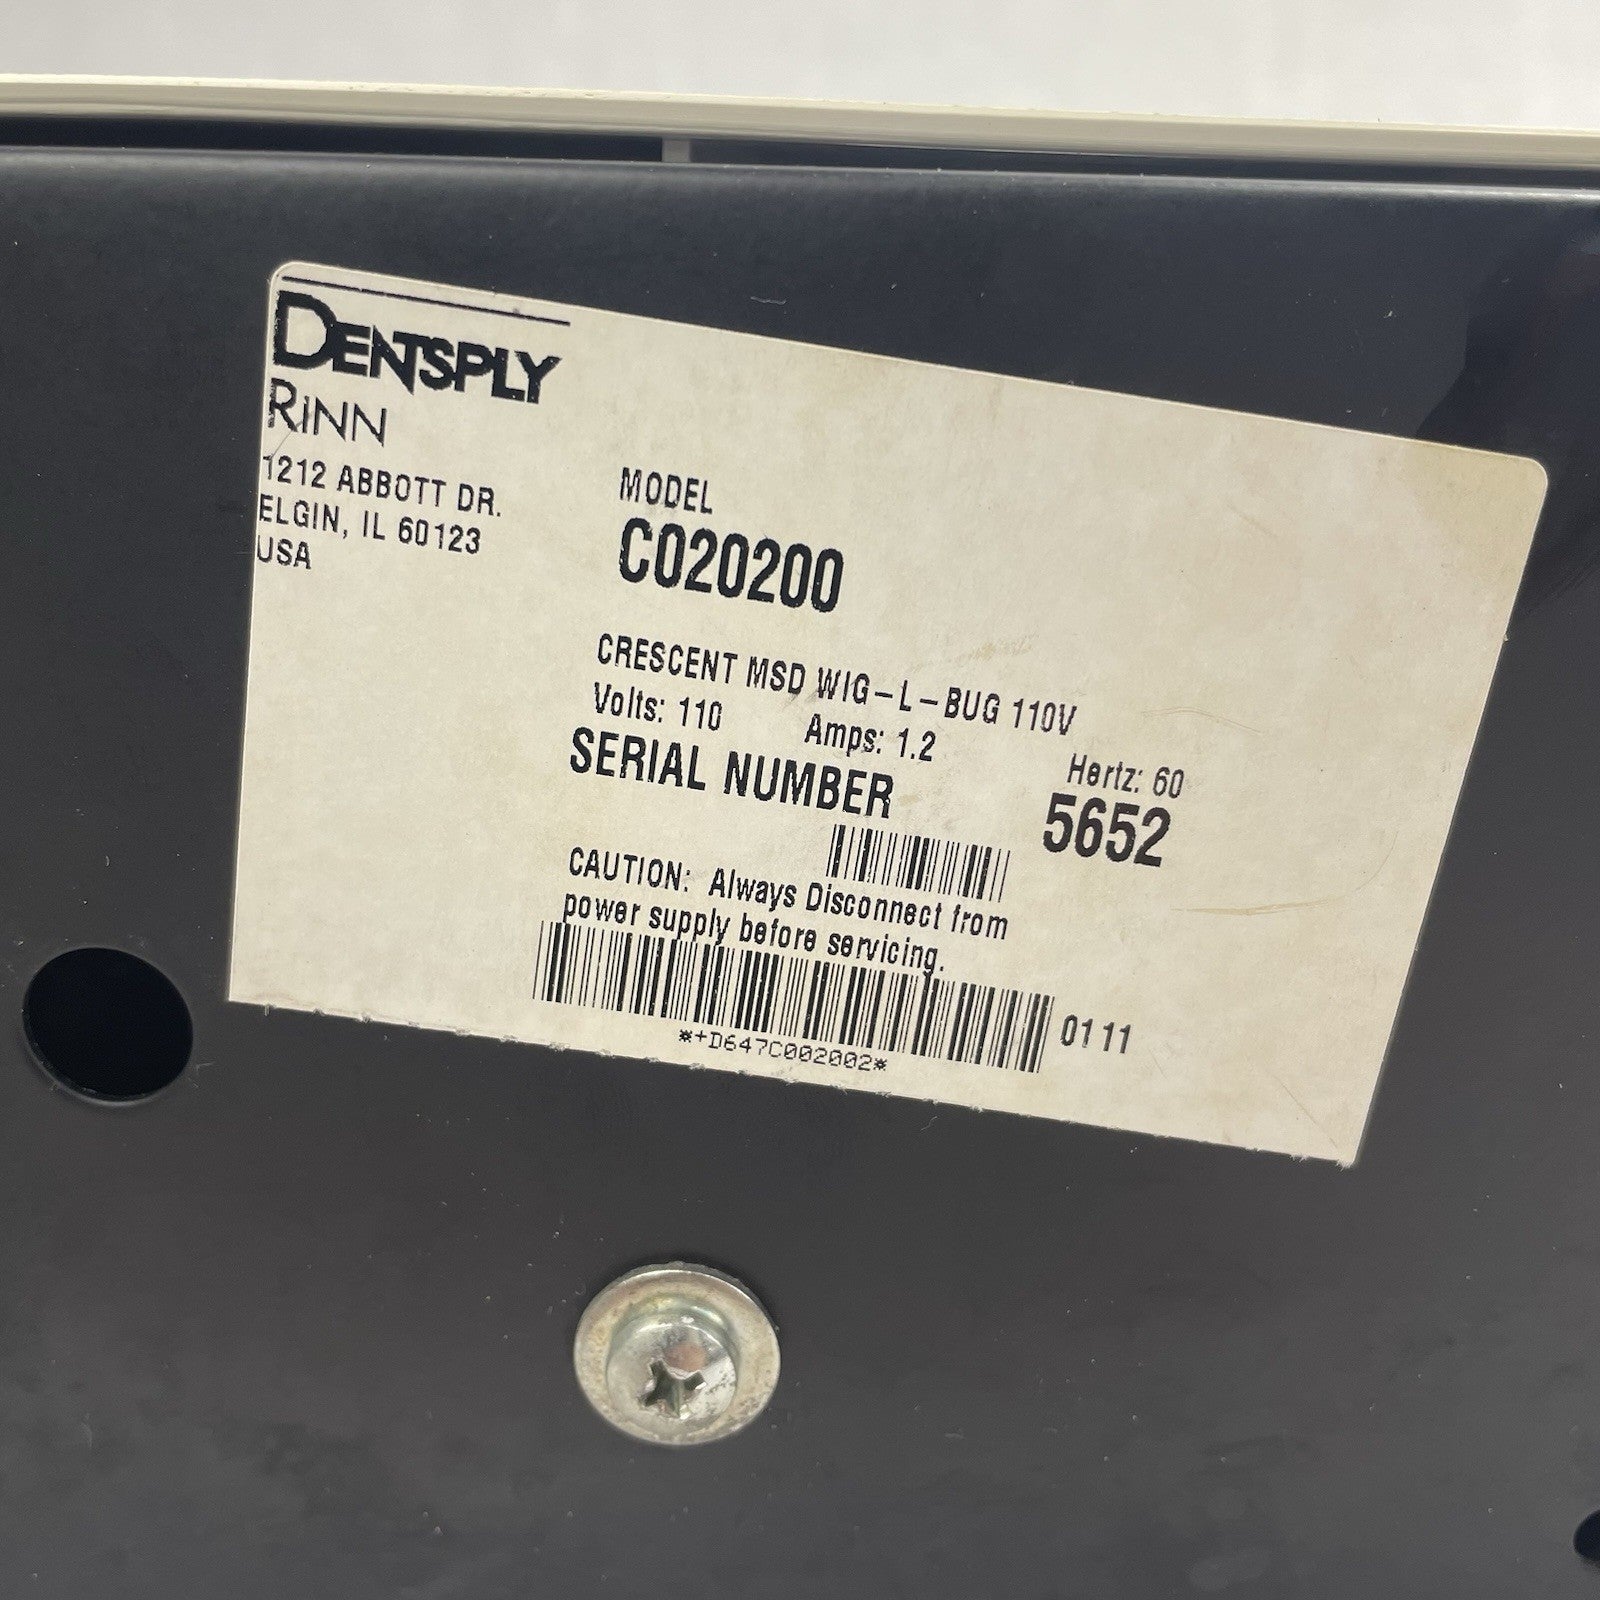 DENTSPLY
RINN
1212 ABBOTT DR.
ELGIN, IL 60123
USA
MODEL
C020200
CRESCENT MSD WIG-L-BUG 110V
Volts: 110 Amps: 1.2 Hertz: 60
SERIAL NUMBER 5652
CAUTION: Always Disconnect from
power supply before servicing.
0111
*+D647C002002*